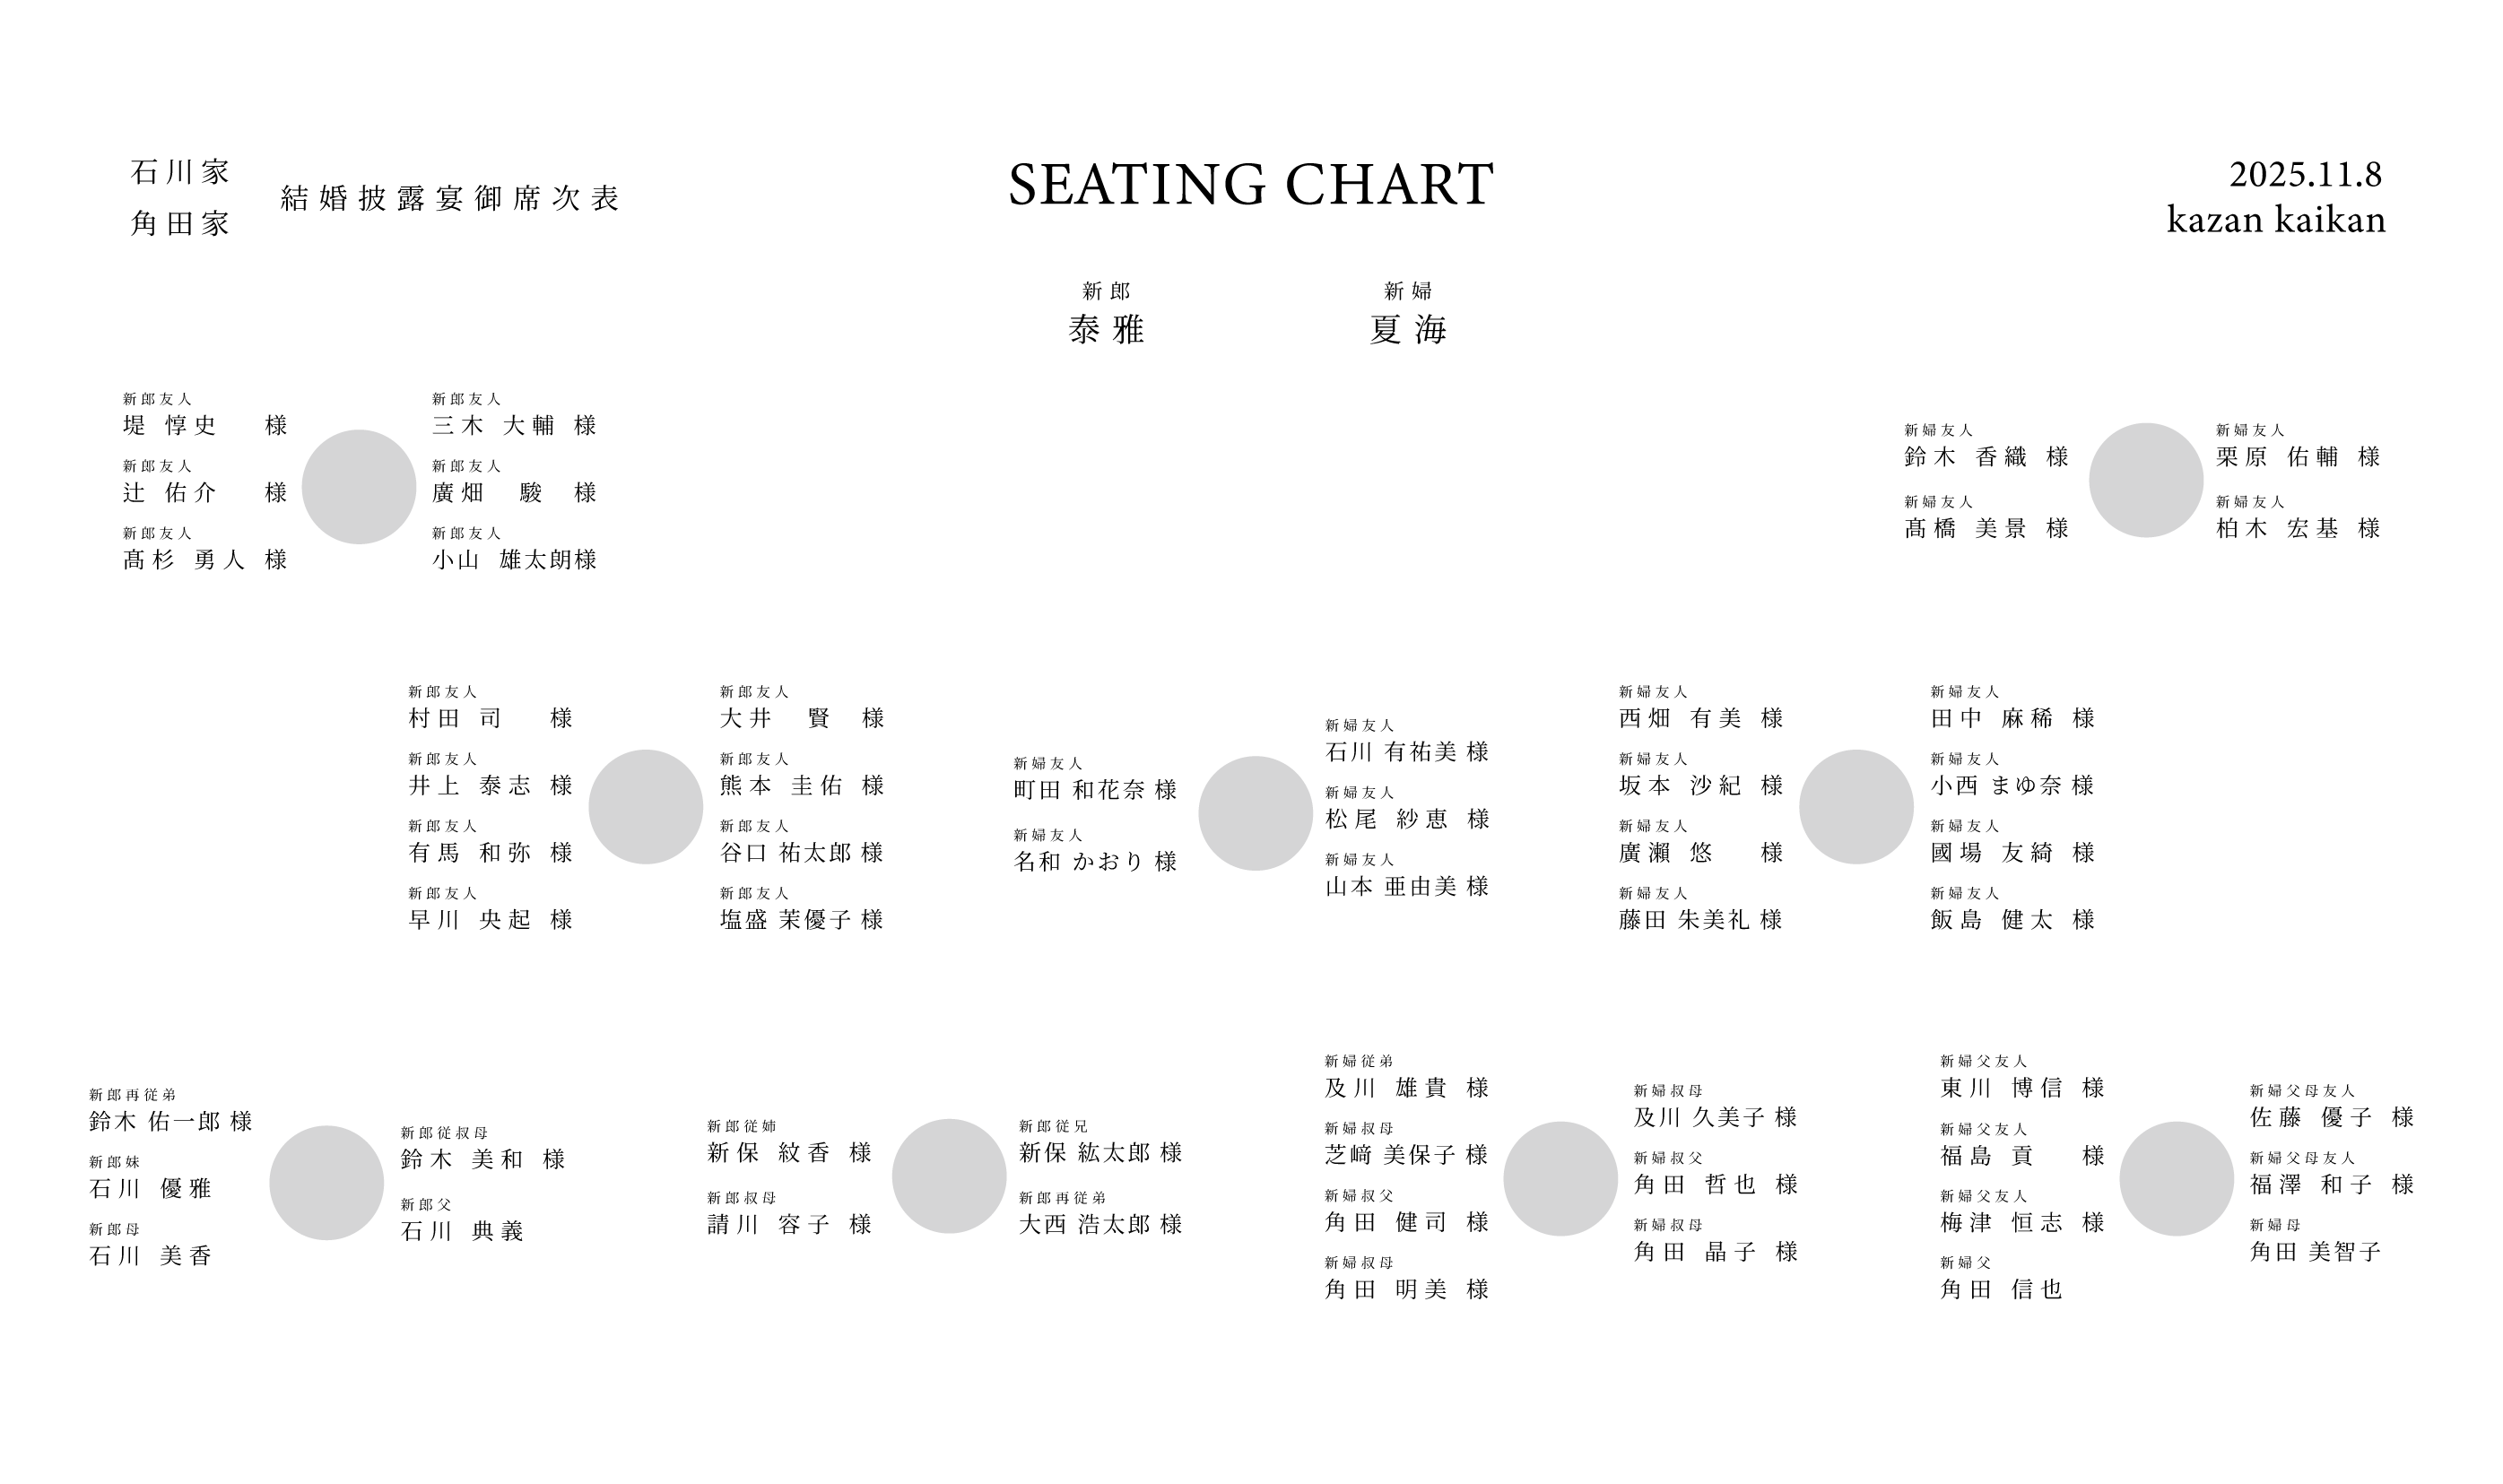 石川家
角田家
結婚披露宴御席次表
SEATING CHART
2025.11.8
kazan kaikan
新郎
泰雅
新婦
夏海
新郎友人
堤 惇史 様
新郎友人
辻 佑介 様
新郎友人
髙杉 勇人 様
新郎友人
三木 大輔 様
新郎友人
廣畑 駿 様
新郎友人
小山 雄太朗様
新婦友人
鈴木 香織 様
新婦友人
髙橋 美景 様
新婦友人
栗原 佑輔 様
新婦友人
柏木 宏基 様
新郎友人
村田 司 様
新郎友人
井上 泰志 様
新郎友人
有馬 和弥 様
新郎友人
早川 央起 様
新郎友人
大井 賢 様
新郎友人
熊本 圭佑 様
新郎友人
谷口 祐太郎 様
新郎友人
塩盛 茉優子 様
新婦友人
町田 和花奈 様
新婦友人
名和 かおり 様
新婦友人
石川 有祐美 様
新婦友人
松尾 紗恵 様
新婦友人
山本 亜由美 様
新婦友人
西畑 有美 様
新婦友人
坂本 沙紀 様
新婦友人
廣瀨 悠 様
新婦友人
藤田 朱美礼 様
新婦友人
田中 麻稀 様
新婦友人
小西 まゆ奈 様
新婦友人
國場 友綺 様
新婦友人
飯島 健太 様
新郎再従弟
鈴木 佑一郎 様
新郎妹
石川 優雅
新郎母
石川 美香
新郎従叔母
鈴木 美和 様
新郎父
石川 典義
新郎従姉
新保 紋香 様
新郎叔母
請川 容子 様
新郎従兄
新保 紘太郎 様
新郎再従弟
大西 浩太郎 様
新婦従弟
及川 雄貴 様
新婦叔母
芝﨑 美保子 様
新婦叔父
角田 健司 様
新婦叔母
角田 明美 様
新婦叔母
及川 久美子 様
新婦叔父
角田 哲也 様
新婦叔母
角田 晶子 様
新婦父友人
東川 博信 様
新婦父友人
福島 貢 様
新婦父友人
梅津 恒志 様
新婦父
角田 信也
新婦父母友人
佐藤 優子 様
新婦父母友人
福澤 和子 様
新婦母
角田 美智子